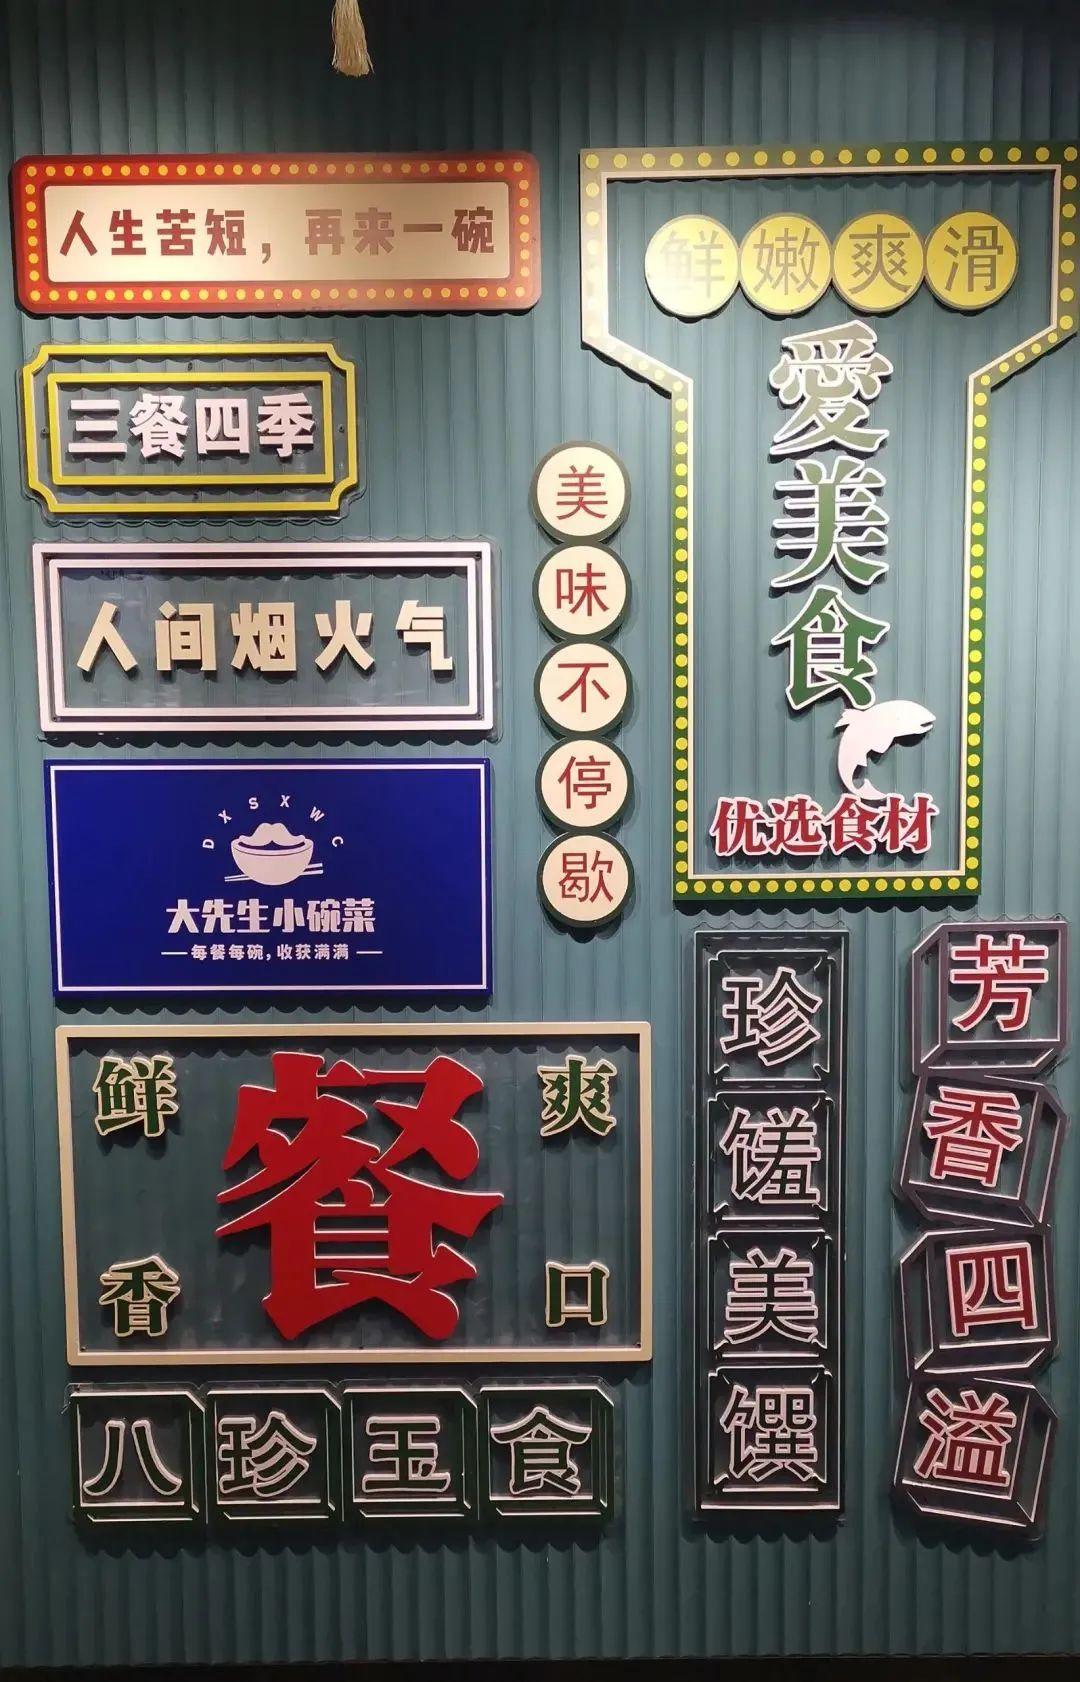 人生苦短，再来一碗
三餐四季
人间烟火气
DXSXWC
大先生小碗菜
每餐每碗，收获满满
鲜香
餐
爽口
八珍玉食
美味不停歇
鲜嫩爽滑
愛美食
优选食材
珍馐美馔
芳香四溢